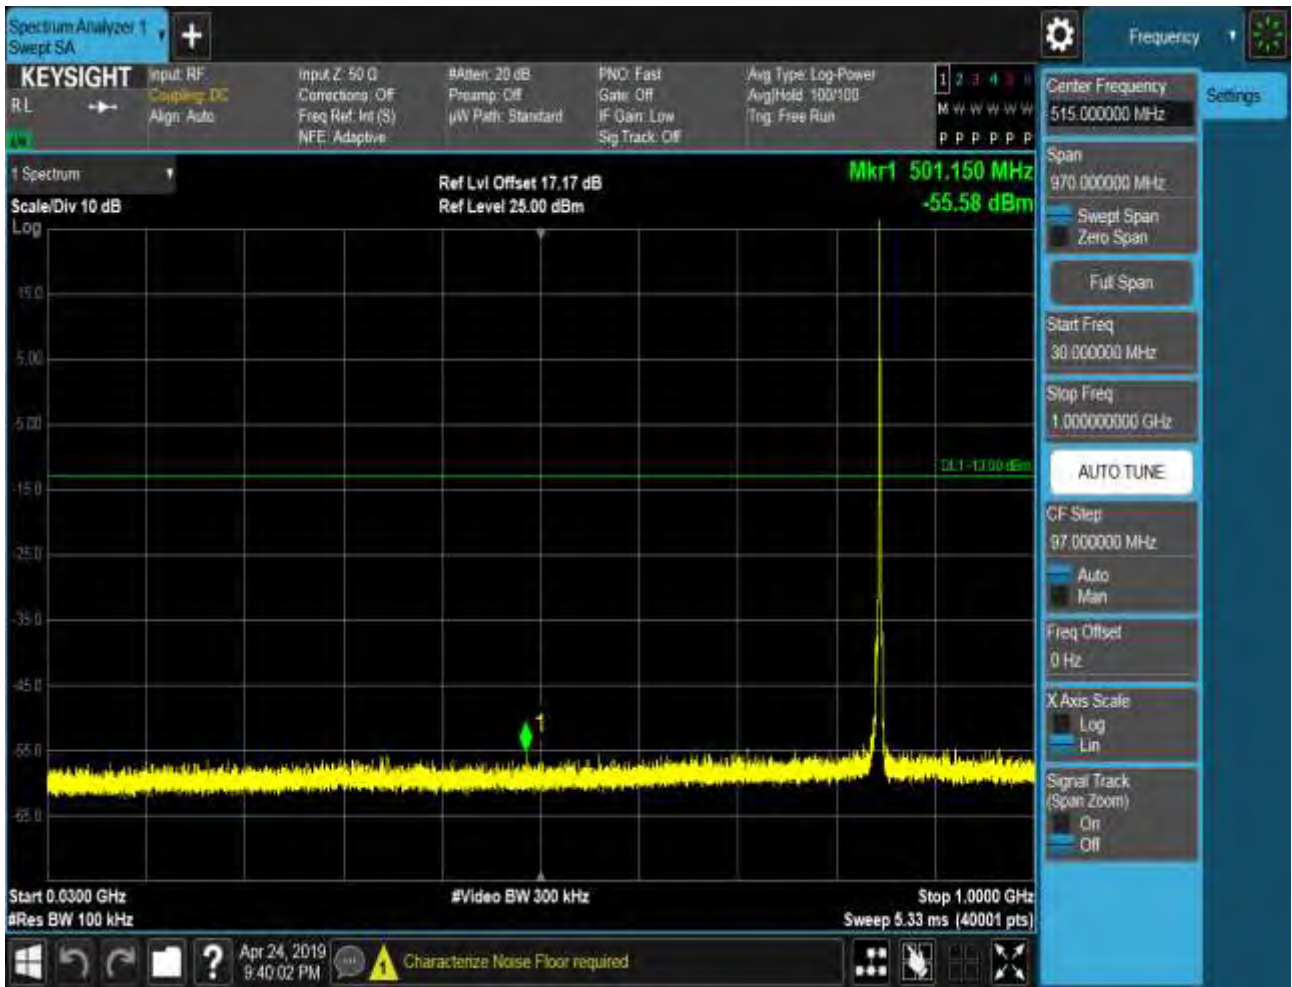 Spectrum Analyzer 1
Swept SA
Frequency
KEYSIGHT
RL
Input: RF
Coupling: DC
Align: Auto
Input Z: 50 Ω
Corrections: Off
Freq Ref: Int (S)
NFE: Adaptive
#Atten: 20 dB
Preamp: Off
µW Path: Standard
PNO: Fast
Gate: Off
IF Gain: Low
Sig Track: Off
Avg Type: Log-Power
Avg|Hold: 100/100
Trig: Free Run
1 2 3 4 5 6
M W W W W W
P P P P P P
1 Spectrum
Scale/Div 10 dB
Log
Ref Lvl Offset 17.17 dB
Ref Level 25.00 dBm
Mkr1 501.150 MHz
-55.58 dBm
15.0
5.00
-5.00
DL1 -13.00 dBm
-15.0
-25.0
-35.0
-45.0
1
-55.0
-65.0
Start 0.0300 GHz
#Video BW 300 kHz
Stop 1.0000 GHz
#Res BW 100 kHz
Sweep 5.33 ms (40001 pts)
Center Frequency
515.000000 MHz
Settings
Span
970.000000 MHz
Swept Span
Zero Span
Full Span
Start Freq
30.000000 MHz
Stop Freq
1.000000000 GHz
AUTO TUNE
CF Step
97.000000 MHz
Auto
Man
Freq Offset
0 Hz
X Axis Scale
Log
Lin
Signal Track
(Span Zoom)
On
Off
?
Apr 24, 2019
9:40:02 PM
1
Characterize Noise Floor required